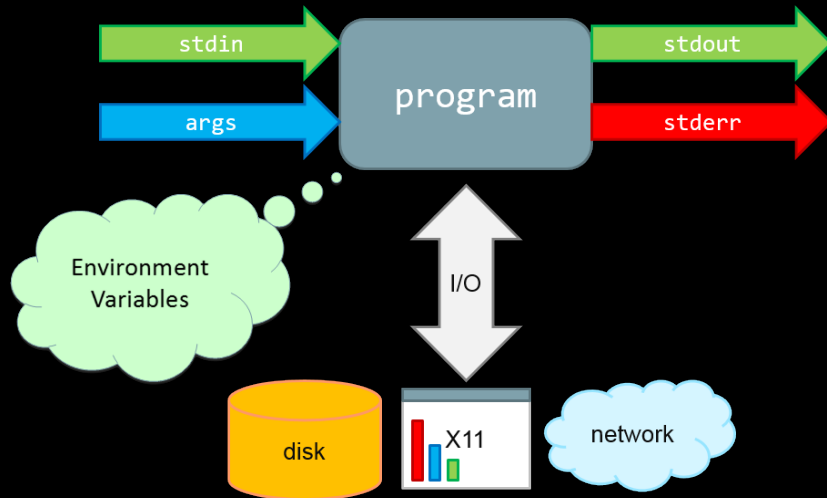 stdin
stdout
program
args
stderr
Environment
Variables
I/O
disk
X11
network